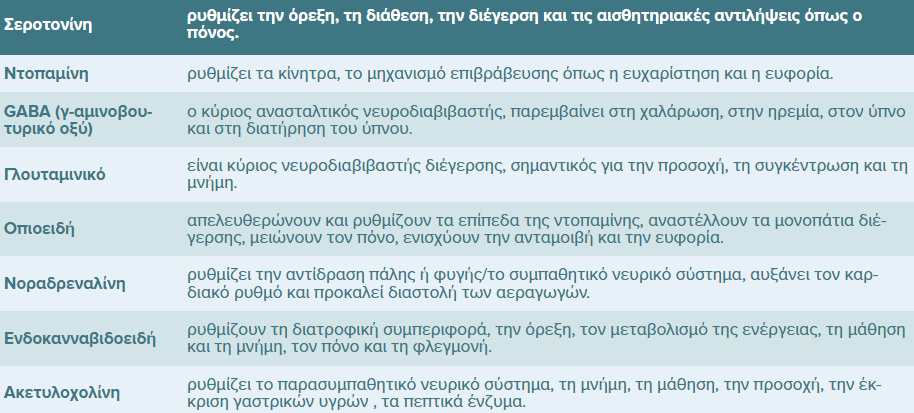 Σεροτονίνη
ρυθμίζει την όρεξη, τη διάθεση, την διέγερση και τις αισθητηριακές αντιλήψεις όπως ο
πόνος.
Ντοπαμίνη
ρυθμίζει τα κίνητρα, το μηχανισμό επιβράβευσης όπως η ευχαρίστηση και η ευφορία.
GABA (γ-αμινοβου-
τυρικό οξύ)
ο κύριος ανασταλτικός νευροδιαβιβαστής, παρεμβαίνει στη χαλάρωση, στην ηρεμία, στον ύπνο
και στη διατήρηση του ύπνου.
Γλουταμινικό
είναι κύριος νευροδιαβιβαστής διέγερσης, σημαντικός για την προσοχή, τη συγκέντρωση και τη
μνήμη.
Οπιοειδή
απελευθερώνουν και ρυθμίζουν τα επίπεδα της ντοπαμίνης, αναστέλλουν τα μονοπάτια διέ-
γερσης, μειώνουν τον πόνο, ενισχύουν την ανταμοιβή και την ευφορία.
Νοραδρεναλίνη
ρυθμίζει την αντίδραση πάλης ή φυγής/το συμπαθητικό νευρικό σύστημα, αυξάνει τον καρ-
διακό ρυθμό και προκαλεί διαστολή των αεραγωγών.
Ενδοκανναβιδοειδή
ρυθμίζουν τη διατροφική συμπεριφορά, την όρεξη, τον μεταβολισμό της ενέργειας, τη μάθηση
και τη μνήμη, τον πόνο και τη φλεγμονή.
Ακετυλοχολίνη
ρυθμίζει το παρασυμπαθητικό νευρικό σύστημα, τη μνήμη, τη μάθηση, την προσοχή, την έκ-
κριση γαστρικών υγρών , τα πεπτικά ένζυμα.